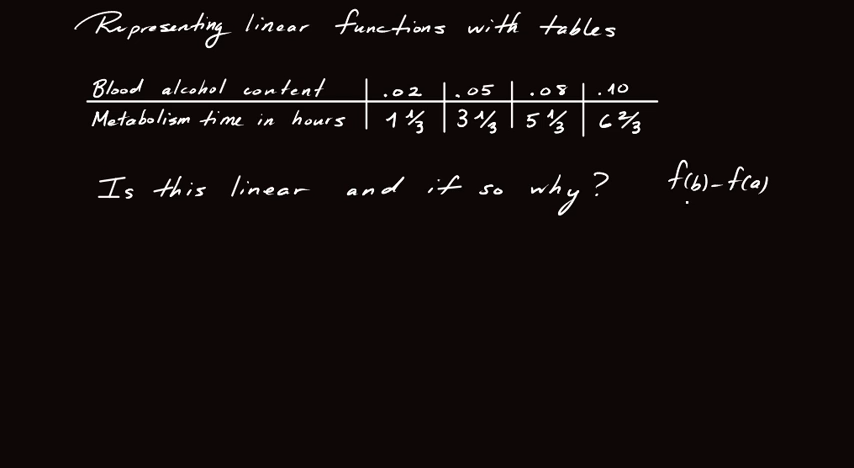 Representing linear functions with tables
Blood alcohol content .02 .05 .08 .10
Metabolism time in hours 1 1/3 3 1/3 5 1/3 6 2/3
Is this linear and if so why? f(b)-f(a)